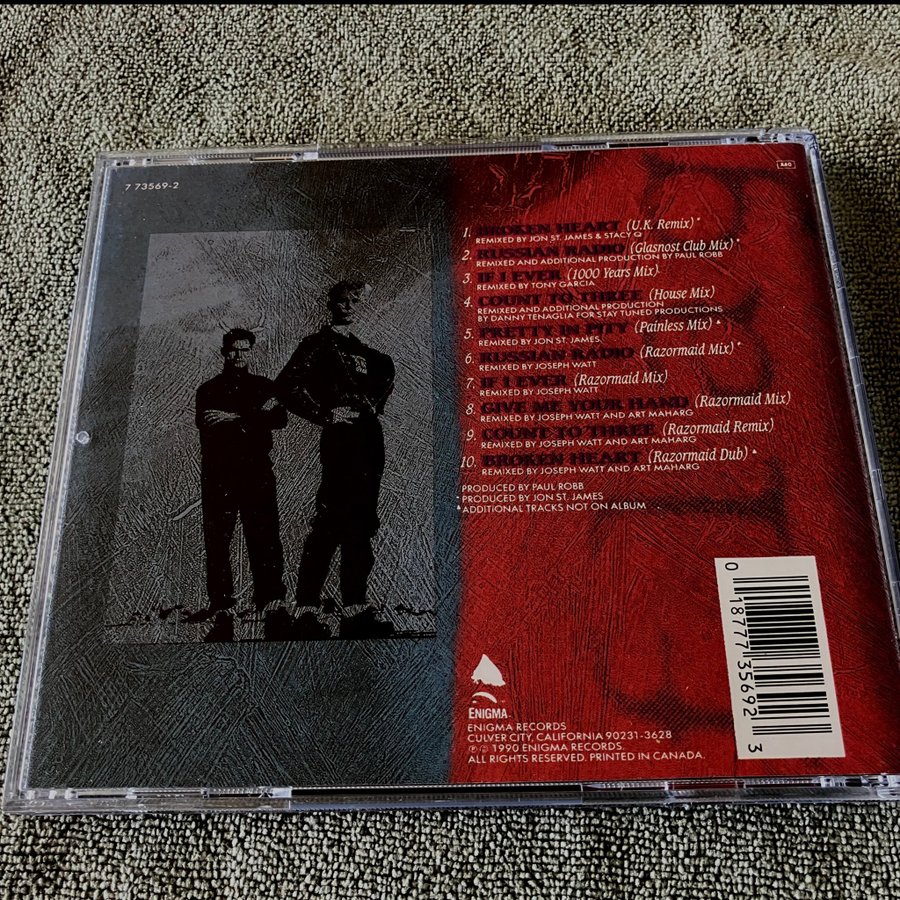 7 73569-2
AAD
1. BROKEN HEART (U.K. Remix)*
REMIXED BY JON ST. JAMES & STACY Q
2. RUSSIAN RADIO (Glasnost Club Mix)*
REMIXED AND ADDITIONAL PRODUCTION BY PAUL ROBB
3. IF I EVER (1000 Years Mix)
REMIXED BY TONY GARCIA
4. COUNT TO THREE (House Mix)
REMIXED AND ADDITIONAL PRODUCTION
BY DANNY TENAGLIA FOR STAY TUNED PRODUCTIONS
5. PRETTY IN PITY (Painless Mix)▲
REMIXED BY JON ST. JAMES.
6. RUSSIAN RADIO (Razormaid Mix)*
REMIXED BY JOSEPH WATT
7. IF I EVER (Razormaid Mix)
REMIXED BY JOSEPH WATT
8. GIVE ME YOUR HAND (Razormaid Mix)
REMIXED BY JOSEPH WATT AND ART MAHARG
9. COUNT TO THREE (Razormaid Remix)
REMIXED BY JOSEPH WATT AND ART MAHARG
10. BROKEN HEART (Razormaid Dub)▲
REMIXED BY JOSEPH WATT AND ART MAHARG
PRODUCED BY PAUL ROBB
*PRODUCED BY JON ST. JAMES
▲ADDITIONAL TRACKS NOT ON ALBUM
ENIGMA
ENIGMA RECORDS
CULVER CITY, CALIFORNIA 90231-3628
℗ © 1990 ENIGMA RECORDS.
ALL RIGHTS RESERVED. PRINTED IN CANADA.
0 18777 35692 3